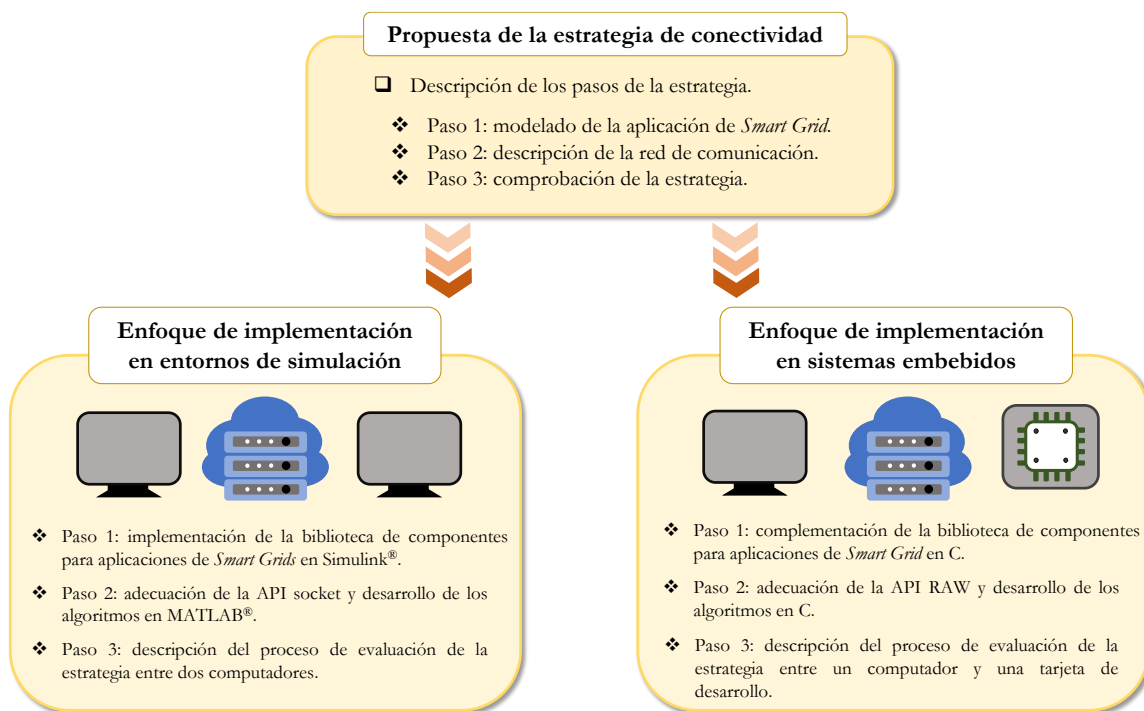 Propuesta de la estrategia de conectividad
❑ Descripción de los pasos de la estrategia.
❖ Paso 1: modelado de la aplicación de Smart Grid.
❖ Paso 2: descripción de la red de comunicación.
❖ Paso 3: comprobación de la estrategia.
Enfoque de implementación
en entornos de simulación
❖ Paso 1: implementación de la biblioteca de componentes
para aplicaciones de Smart Grids en Simulink®.
❖ Paso 2: adecuación de la API socket y desarrollo de los
algoritmos en MATLAB®.
❖ Paso 3: descripción del proceso de evaluación de la
estrategia entre dos computadores.
Enfoque de implementación
en sistemas embebidos
❖ Paso 1: complementación de la biblioteca de componentes
para aplicaciones de Smart Grid en C.
❖ Paso 2: adecuación de la API RAW y desarrollo de los
algoritmos en C.
❖ Paso 3: descripción del proceso de evaluación de la
estrategia entre un computador y una tarjeta de
desarrollo.